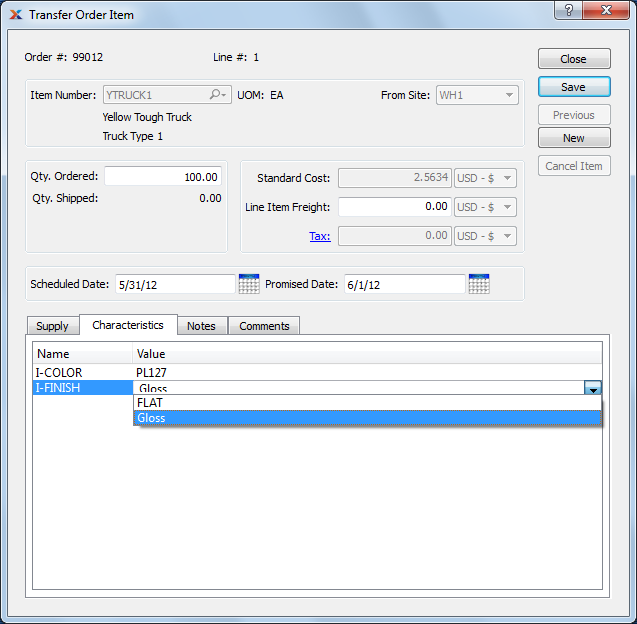 Transfer Order Item
Order #: 99012 Line #: 1
Close
Item Number: YTRUCK1 UOM: EA From Site: WH1
Save
Yellow Tough Truck
Previous
Truck Type 1
New
Cancel Item
Qty. Ordered: 100.00
Standard Cost: 2.5634 USD - $
Qty. Shipped: 0.00
Line Item Freight: 0.00 USD - $
Tax: 0.00 USD - $
Scheduled Date: 5/31/12 Promised Date: 6/1/12
Supply Characteristics Notes Comments
Name Value
I-COLOR PL127
I-FINISH Gloss
FLAT
Gloss